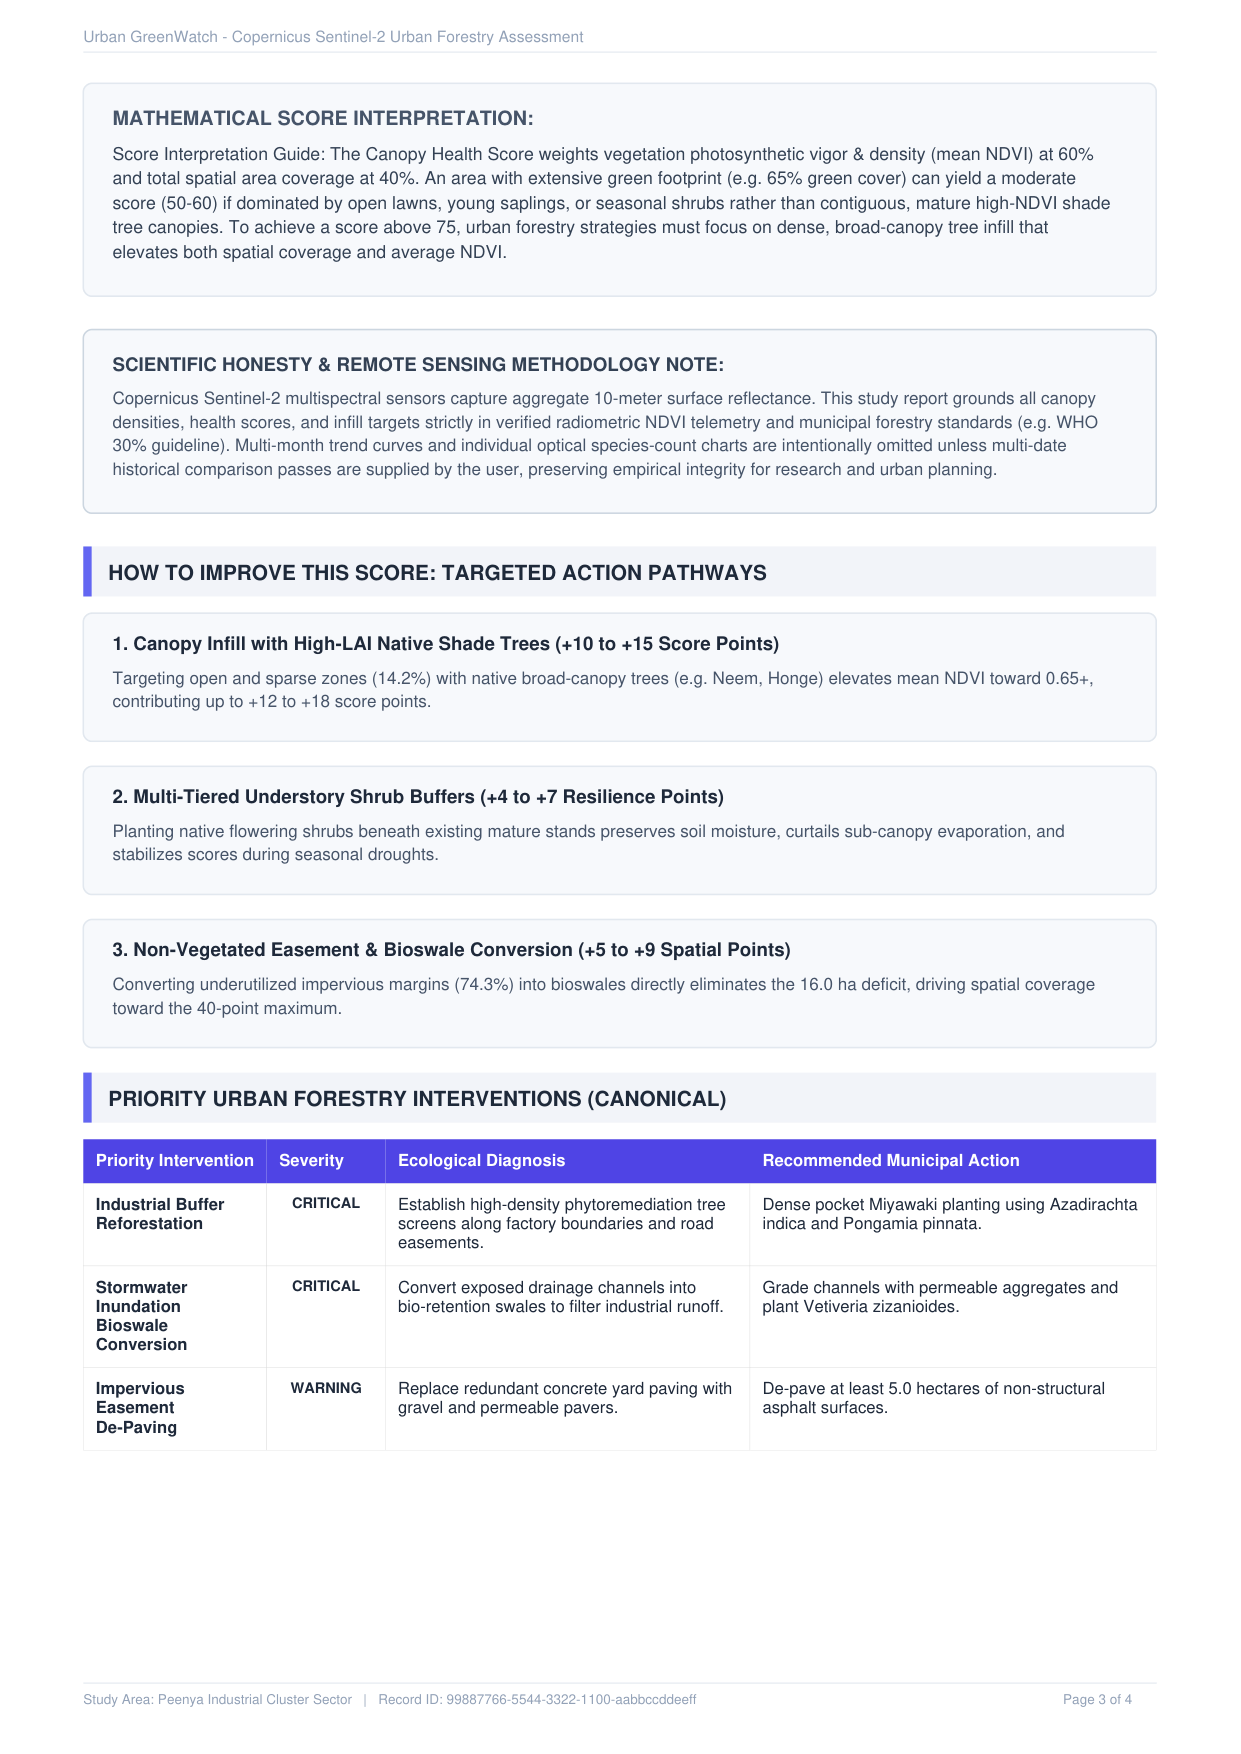 Urban GreenWatch - Copernicus Sentinel-2 Urban Forestry Assessment
MATHEMATICAL SCORE INTERPRETATION:
Score Interpretation Guide: The Canopy Health Score weights vegetation photosynthetic vigor & density (mean NDVI) at 60%
and total spatial area coverage at 40%. An area with extensive green footprint (e.g. 65% green cover) can yield a moderate
score (50-60) if dominated by open lawns, young saplings, or seasonal shrubs rather than contiguous, mature high-NDVI shade
tree canopies. To achieve a score above 75, urban forestry strategies must focus on dense, broad-canopy tree infill that
elevates both spatial coverage and average NDVI.
SCIENTIFIC HONESTY & REMOTE SENSING METHODOLOGY NOTE:
Copernicus Sentinel-2 multispectral sensors capture aggregate 10-meter surface reflectance. This study report grounds all canopy
densities, health scores, and infill targets strictly in verified radiometric NDVI telemetry and municipal forestry standards (e.g. WHO
30% guideline). Multi-month trend curves and individual optical species-count charts are intentionally omitted unless multi-date
historical comparison passes are supplied by the user, preserving empirical integrity for research and urban planning.
HOW TO IMPROVE THIS SCORE: TARGETED ACTION PATHWAYS
1. Canopy Infill with High-LAI Native Shade Trees (+10 to +15 Score Points)
Targeting open and sparse zones (14.2%) with native broad-canopy trees (e.g. Neem, Honge) elevates mean NDVI toward 0.65+,
contributing up to +12 to +18 score points.
2. Multi-Tiered Understory Shrub Buffers (+4 to +7 Resilience Points)
Planting native flowering shrubs beneath existing mature stands preserves soil moisture, curtails sub-canopy evaporation, and
stabilizes scores during seasonal droughts.
3. Non-Vegetated Easement & Bioswale Conversion (+5 to +9 Spatial Points)
Converting underutilized impervious margins (74.3%) into bioswales directly eliminates the 16.0 ha deficit, driving spatial coverage
toward the 40-point maximum.
PRIORITY URBAN FORESTRY INTERVENTIONS (CANONICAL)
Priority Intervention Severity Ecological Diagnosis Recommended Municipal Action
Industrial Buffer CRITICAL Establish high-density phytoremediation tree Dense pocket Miyawaki planting using Azadirachta
Reforestation screens along factory boundaries and road indica and Pongamia pinnata.
easements.
Stormwater CRITICAL Convert exposed drainage channels into Grade channels with permeable aggregates and
Inundation bio-retention swales to filter industrial runoff. plant Vetiveria zizanioides.
Bioswale
Conversion
Impervious WARNING Replace redundant concrete yard paving with De-pave at least 5.0 hectares of non-structural
Easement gravel and permeable pavers. asphalt surfaces.
De-Paving
Study Area: Peenya Industrial Cluster Sector | Record ID: 99887766-5544-3322-1100-aabbccddeeff Page 3 of 4